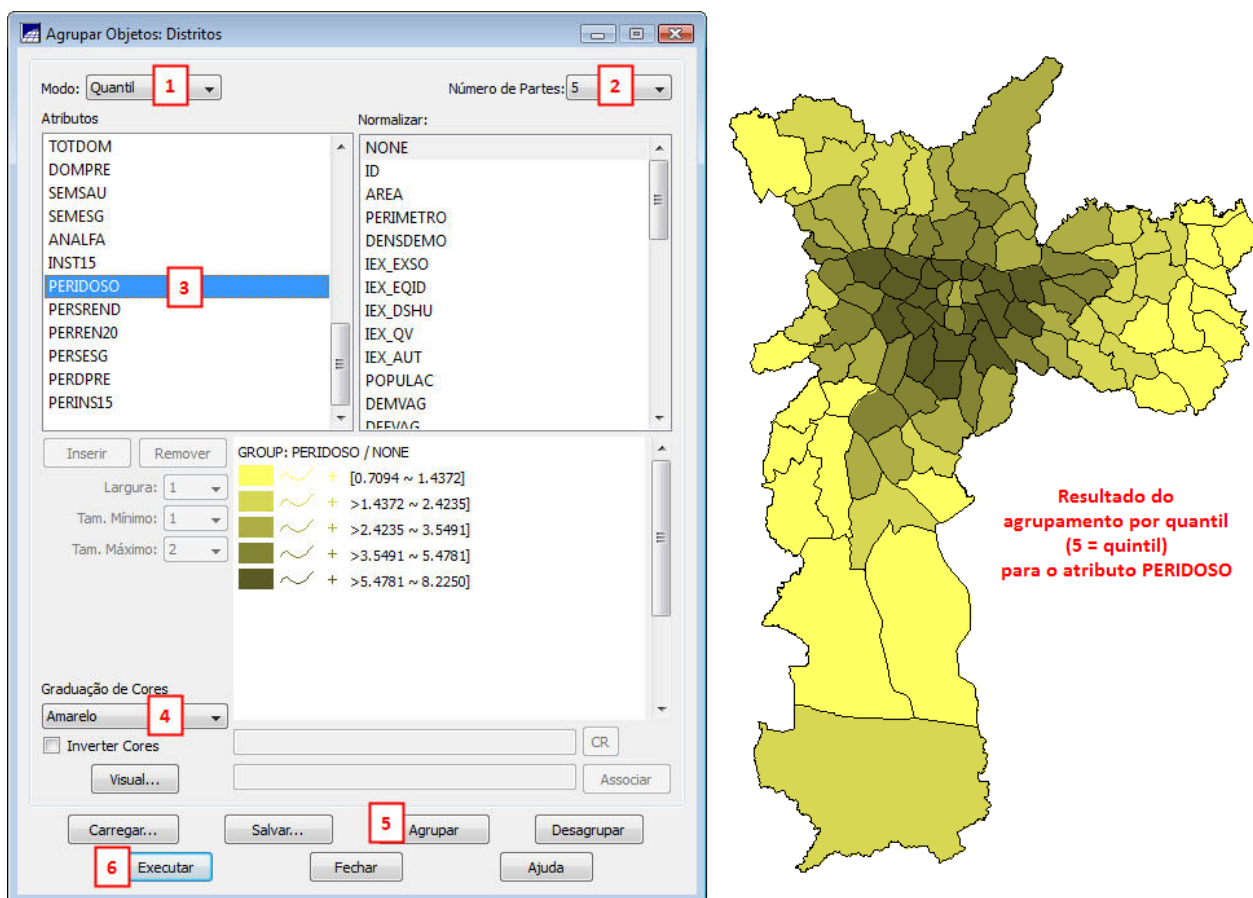 Agrupar Objetos: Distritos
Modo: Quantil 1
Número de Partes: 5 2
Atributos
TOTDOM
DOMPRE
SEMSAU
SEMESG
ANALFA
INST15
PERIDOSO 3
PERSREND
PERREN20
PERSESG
PERDPRE
PERINS15
Normalizar:
NONE
ID
AREA
PERIMETRO
DENSDEMO
IEX_EXSO
IEX_EQID
IEX_DSHU
IEX_QV
IEX_AUT
POPULAC
DEMVAG
DEFVAG
Inserir Remover
Largura: 1
Tam. Mínimo: 1
Tam. Máximo: 2
GROUP: PERIDOSO / NONE
[0.7094 ~ 1.4372]
>1.4372 ~ 2.4235]
>2.4235 ~ 3.5491]
>3.5491 ~ 5.4781]
>5.4781 ~ 8.2250]
Graduação de Cores
Amarelo 4
Inverter Cores
CR
Visual...
Associar
Carregar... Salvar... 5 Agrupar Desagrupar
6 Executar Fechar Ajuda
Resultado do
agrupamento por quantil
(5 = quintil)
para o atributo PERIDOSO